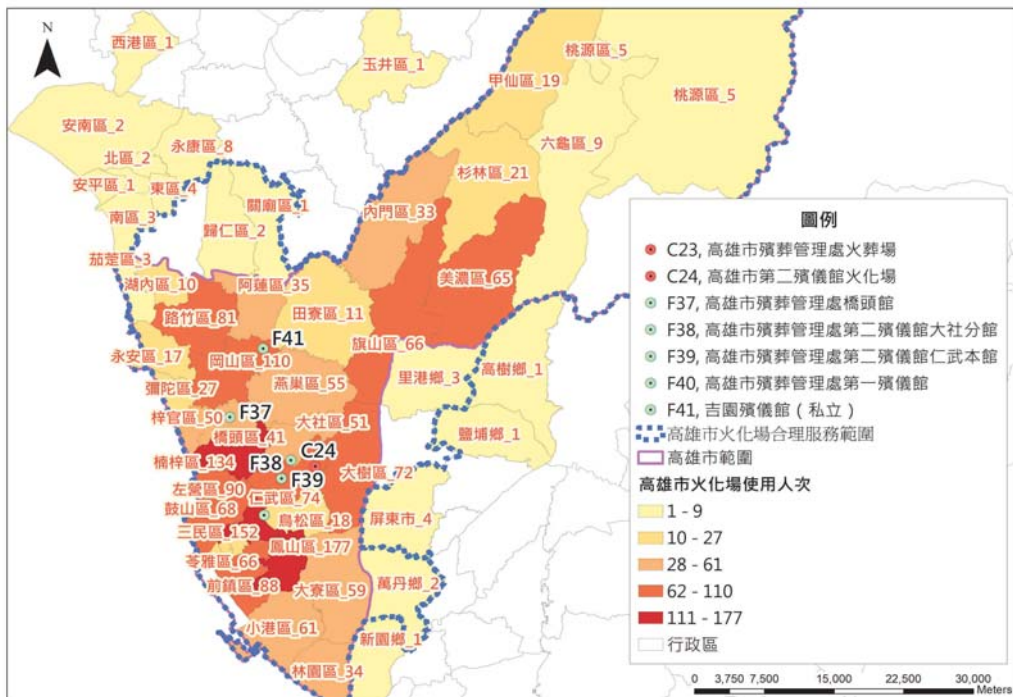 N
西港區_1
玉井區_1
桃源區_5
甲仙區_19
桃源區_5
安南區_2
永康區_8
六龜區_9
北區_2
杉林區_21
安平區_1
東區_4
關廟區_1
內門區_33
南區_3
歸仁區_2
茄萣區_3
美濃區_65
湖內區_10
阿蓮區_35
路竹區_81
田寮區_11
F41
旗山區_66
永安區_17
岡山區_110
里港鄉_3
高樹鄉_1
彌陀區_27
燕巢區_55
梓官區_50
F37
大社區_51
鹽埔鄉_1
橋頭區_41
楠梓區_134
F38
C24
大樹區_72
F39
左營區_90
仁武區_74
鼓山區_68
鳥松區_18
屏東市_4
三民區_152
鳳山區_177
苓雅區_66
前鎮區_88
大寮區_59
萬丹鄉_2
小港區_61
新園鄉_1
林園區_34
圖例
C23, 高雄市殯葬管理處火葬場
C24, 高雄市第二殯儀館火化場
F37, 高雄市殯葬管理處橋頭館
F38, 高雄市殯葬管理處第二殯儀館大社分館
F39, 高雄市殯葬管理處第二殯儀館仁武本館
F40, 高雄市殯葬管理處第一殯儀館
F41, 吉園殯儀館（私立）
高雄市火化場合理服務範圍
高雄市範圍
高雄市火化場使用人次
1 - 9
10 - 27
28 - 61
62 - 110
111 - 177
行政區
0 3,750 7,500 15,000 22,500 30,000
Meters